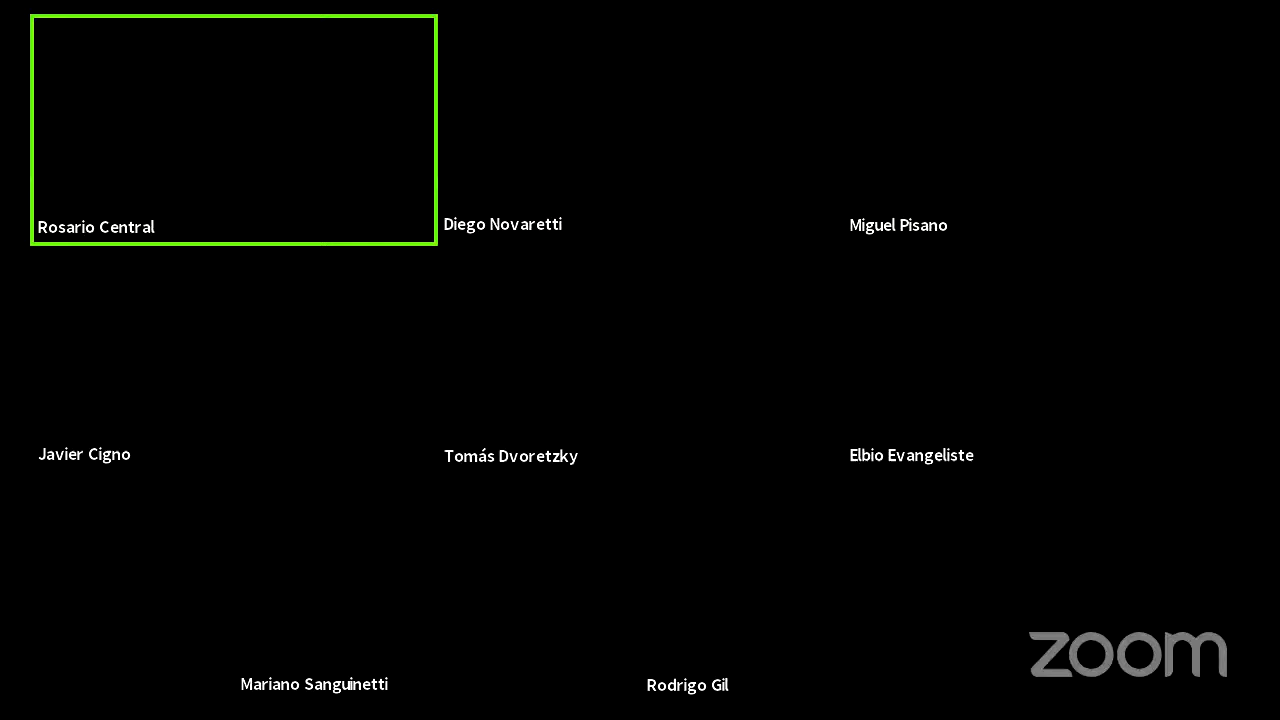 Rosario Central
Diego Novaretti
Miguel Pisano
Javier Cigno
Tomás Dvoretzky
Elbio Evangeliste
Mariano Sanguinetti
Rodrigo Gil
zoom